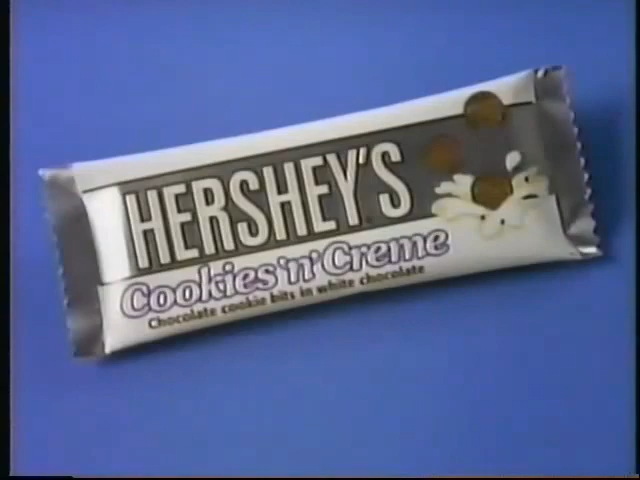 HERSHEY'S
Cookies 'n' Creme
Chocolate cookie bits in white chocolate